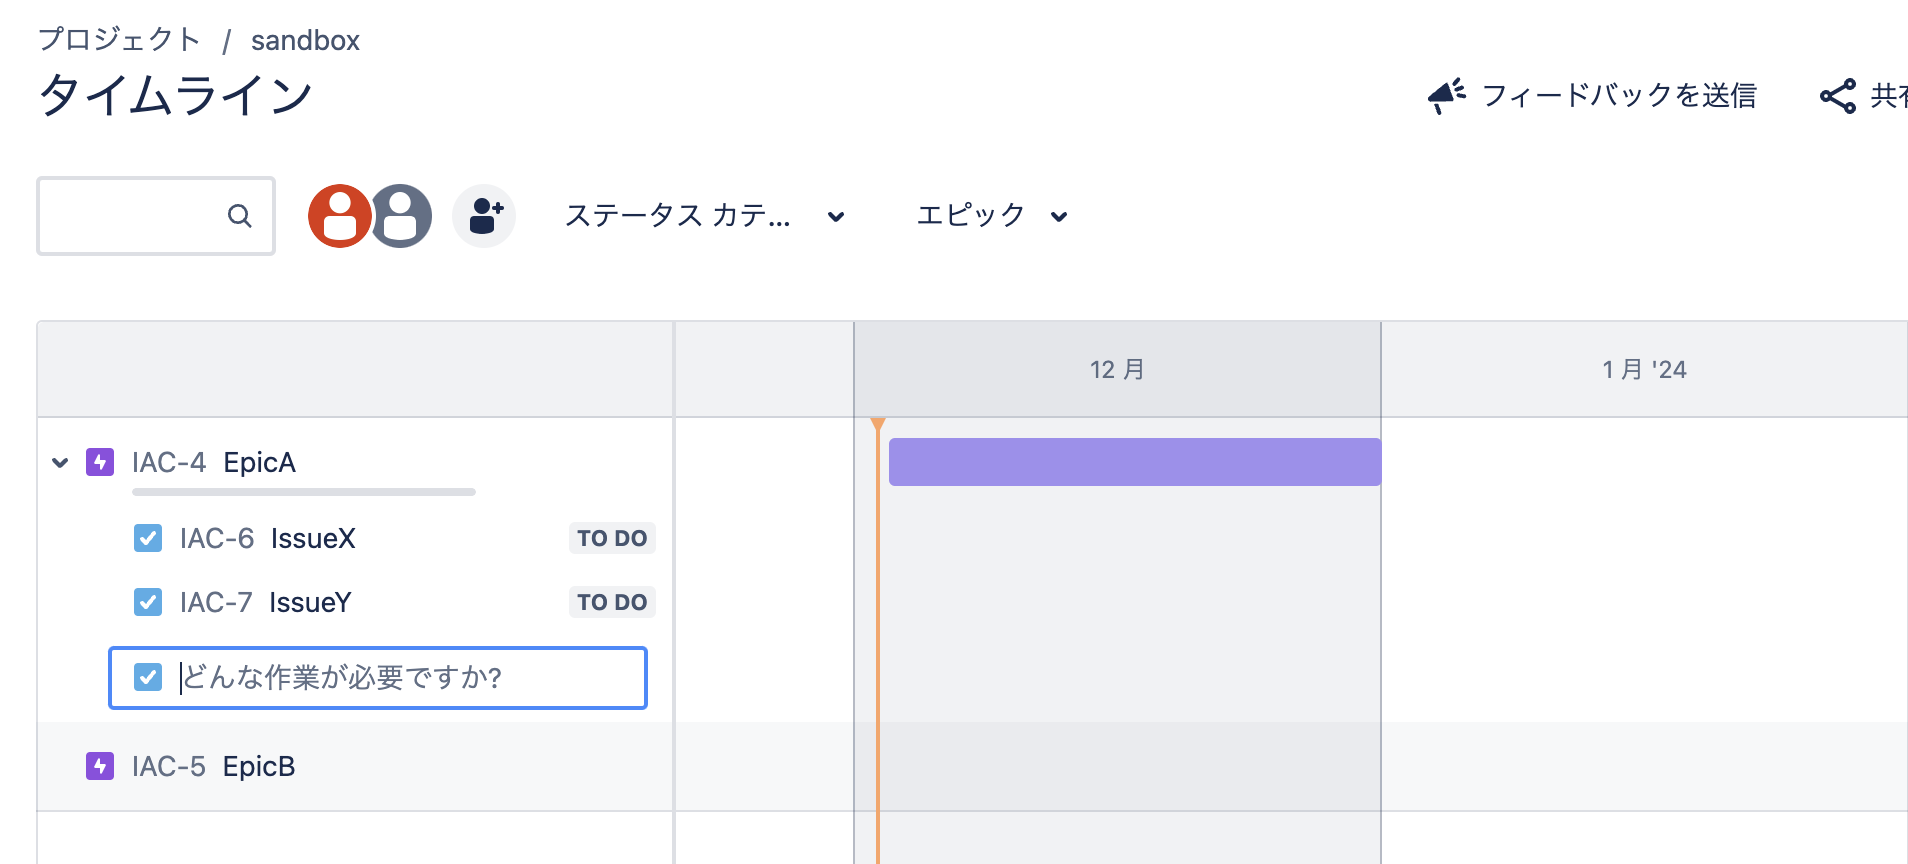 プロジェクト / sandbox
タイムライン
フィードバックを送信
共有
ステータス カテ...
エピック
12 月
1 月 '24
IAC-4 EpicA
IAC-6 IssueX TO DO
IAC-7 IssueY TO DO
どんな作業が必要ですか?
IAC-5 EpicB